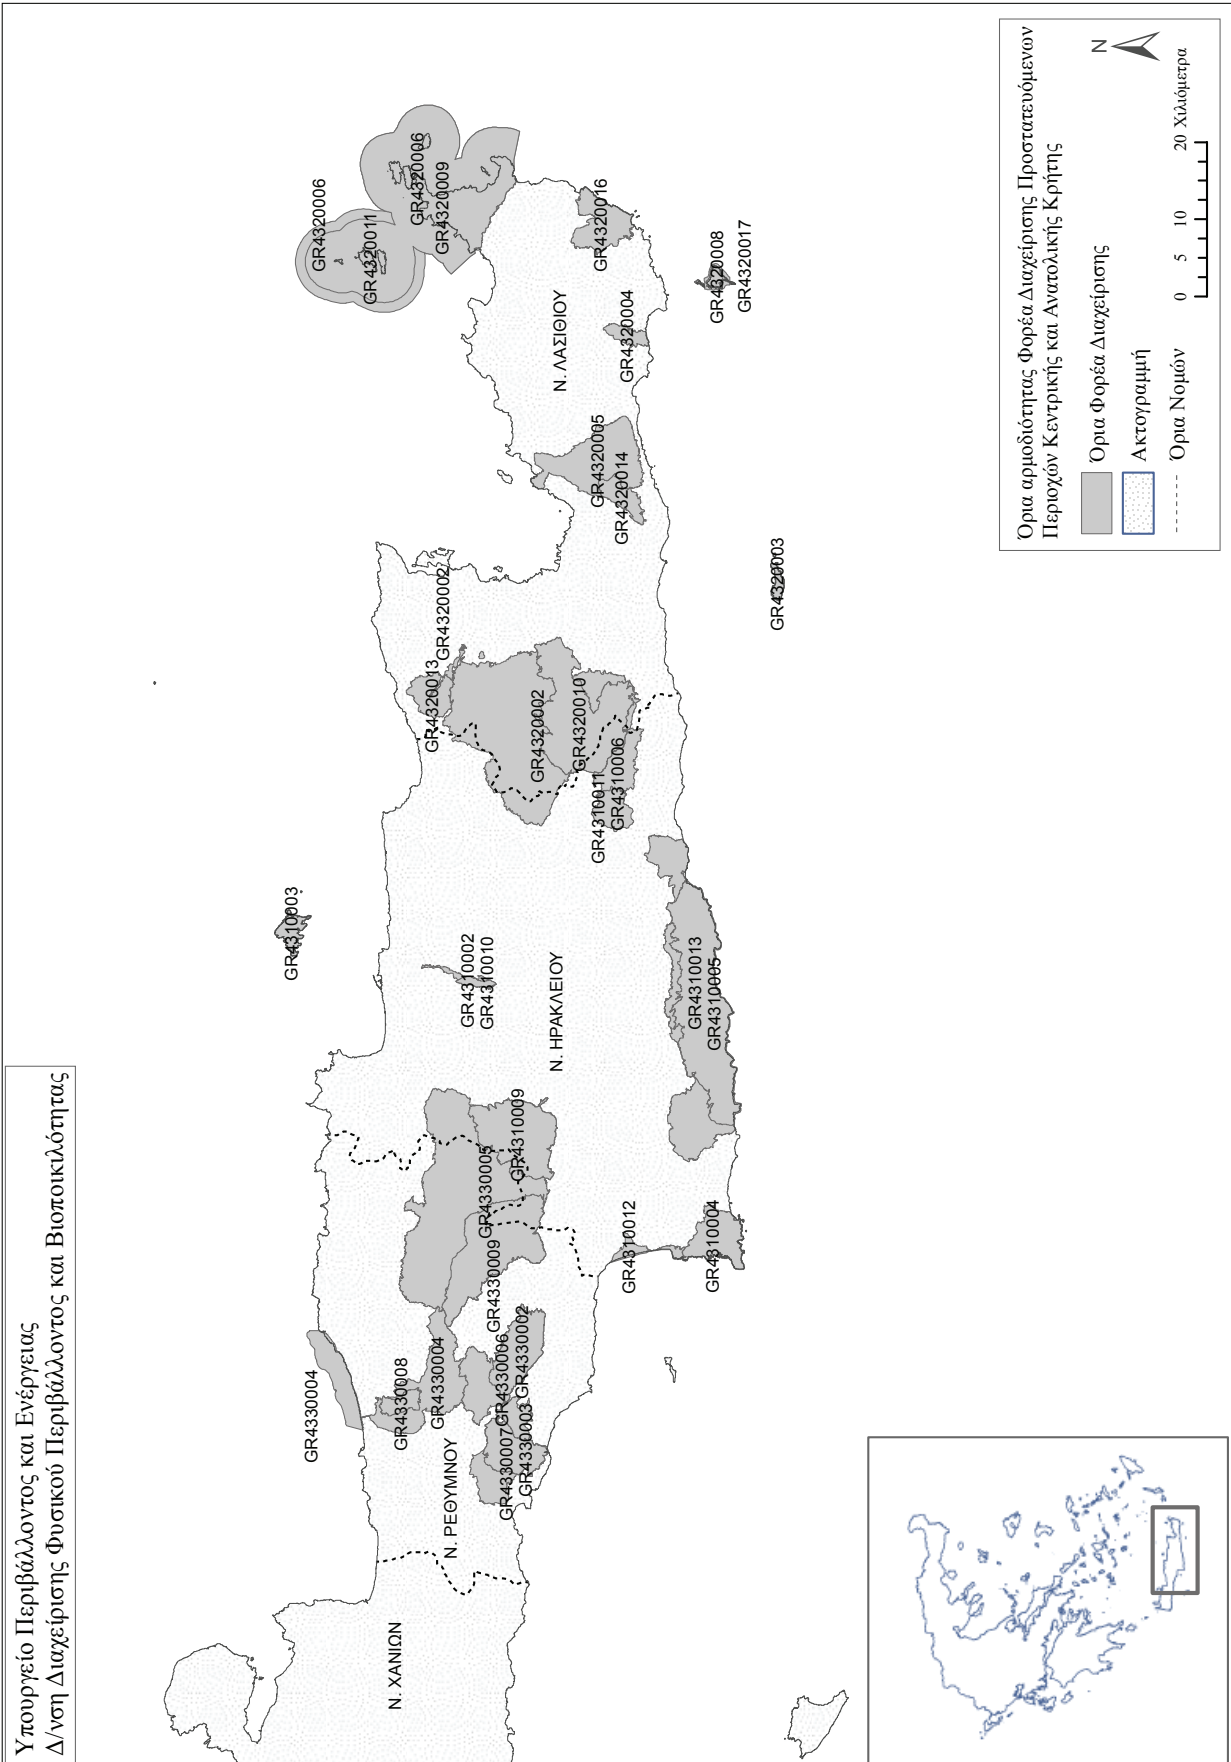 Υπουργείο Περιβάλλοντος και Ενέργειας
Δ/νση Διαχείρισης Φυσικού Περιβάλλοντος και Βιοποικιλότητας
GR4320006
GR4320011
GR4320006
GR4320009
GR4320016
GR4320008
GR4320017
GR4320004
Ν. ΛΑΣΙΘΙΟΥ
GR4320005
GR4320014
GR4320003
GR4320002
GR4320013
GR4320002
GR4320010
GR4310006
GR4310011
GR4310003
GR4310002
GR4310010
Ν. ΗΡΑΚΛΕΙΟΥ
GR4310013
GR4310005
GR4310009
GR4330005
GR4330009
GR4310012
GR4310004
GR4330004
GR4330008
GR4330004
GR4330006
GR4330002
GR4330007
GR4330003
Ν. ΡΕΘΥΜΝΟΥ
Ν. ΧΑΝΙΩΝ
Όρια αρμοδιότητας Φορέα Διαχείρισης Προστατευόμενων
Περιοχών Κεντρικής και Ανατολικής Κρήτης
Όρια Φορέα Διαχείρισης
Ακτογραμμή
Όρια Νομών
N
0 5 10 20 Χιλιόμετρα